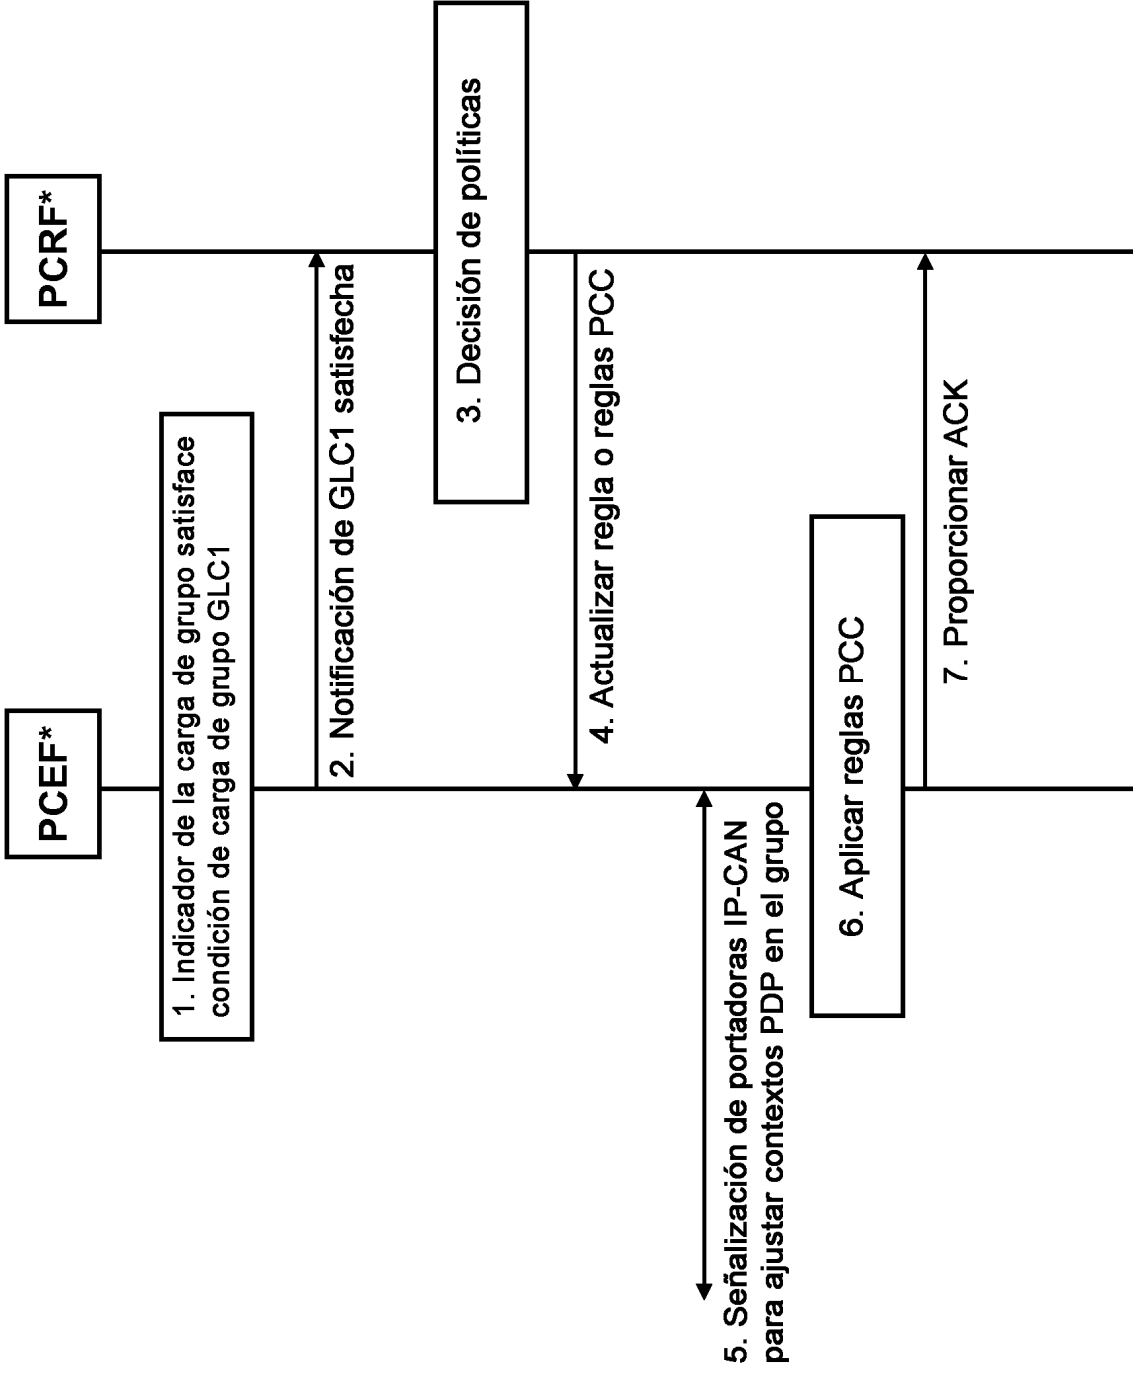 PCEF*
PCRF*
1. Indicador de la carga de grupo satisface
condición de carga de grupo GLC1
2. Notificación de GLC1 satisfecha
3. Decisión de políticas
4. Actualizar regla o reglas PCC
5. Señalización de portadoras IP-CAN
para ajustar contextos PDP en el grupo
6. Aplicar reglas PCC
7. Proporcionar ACK